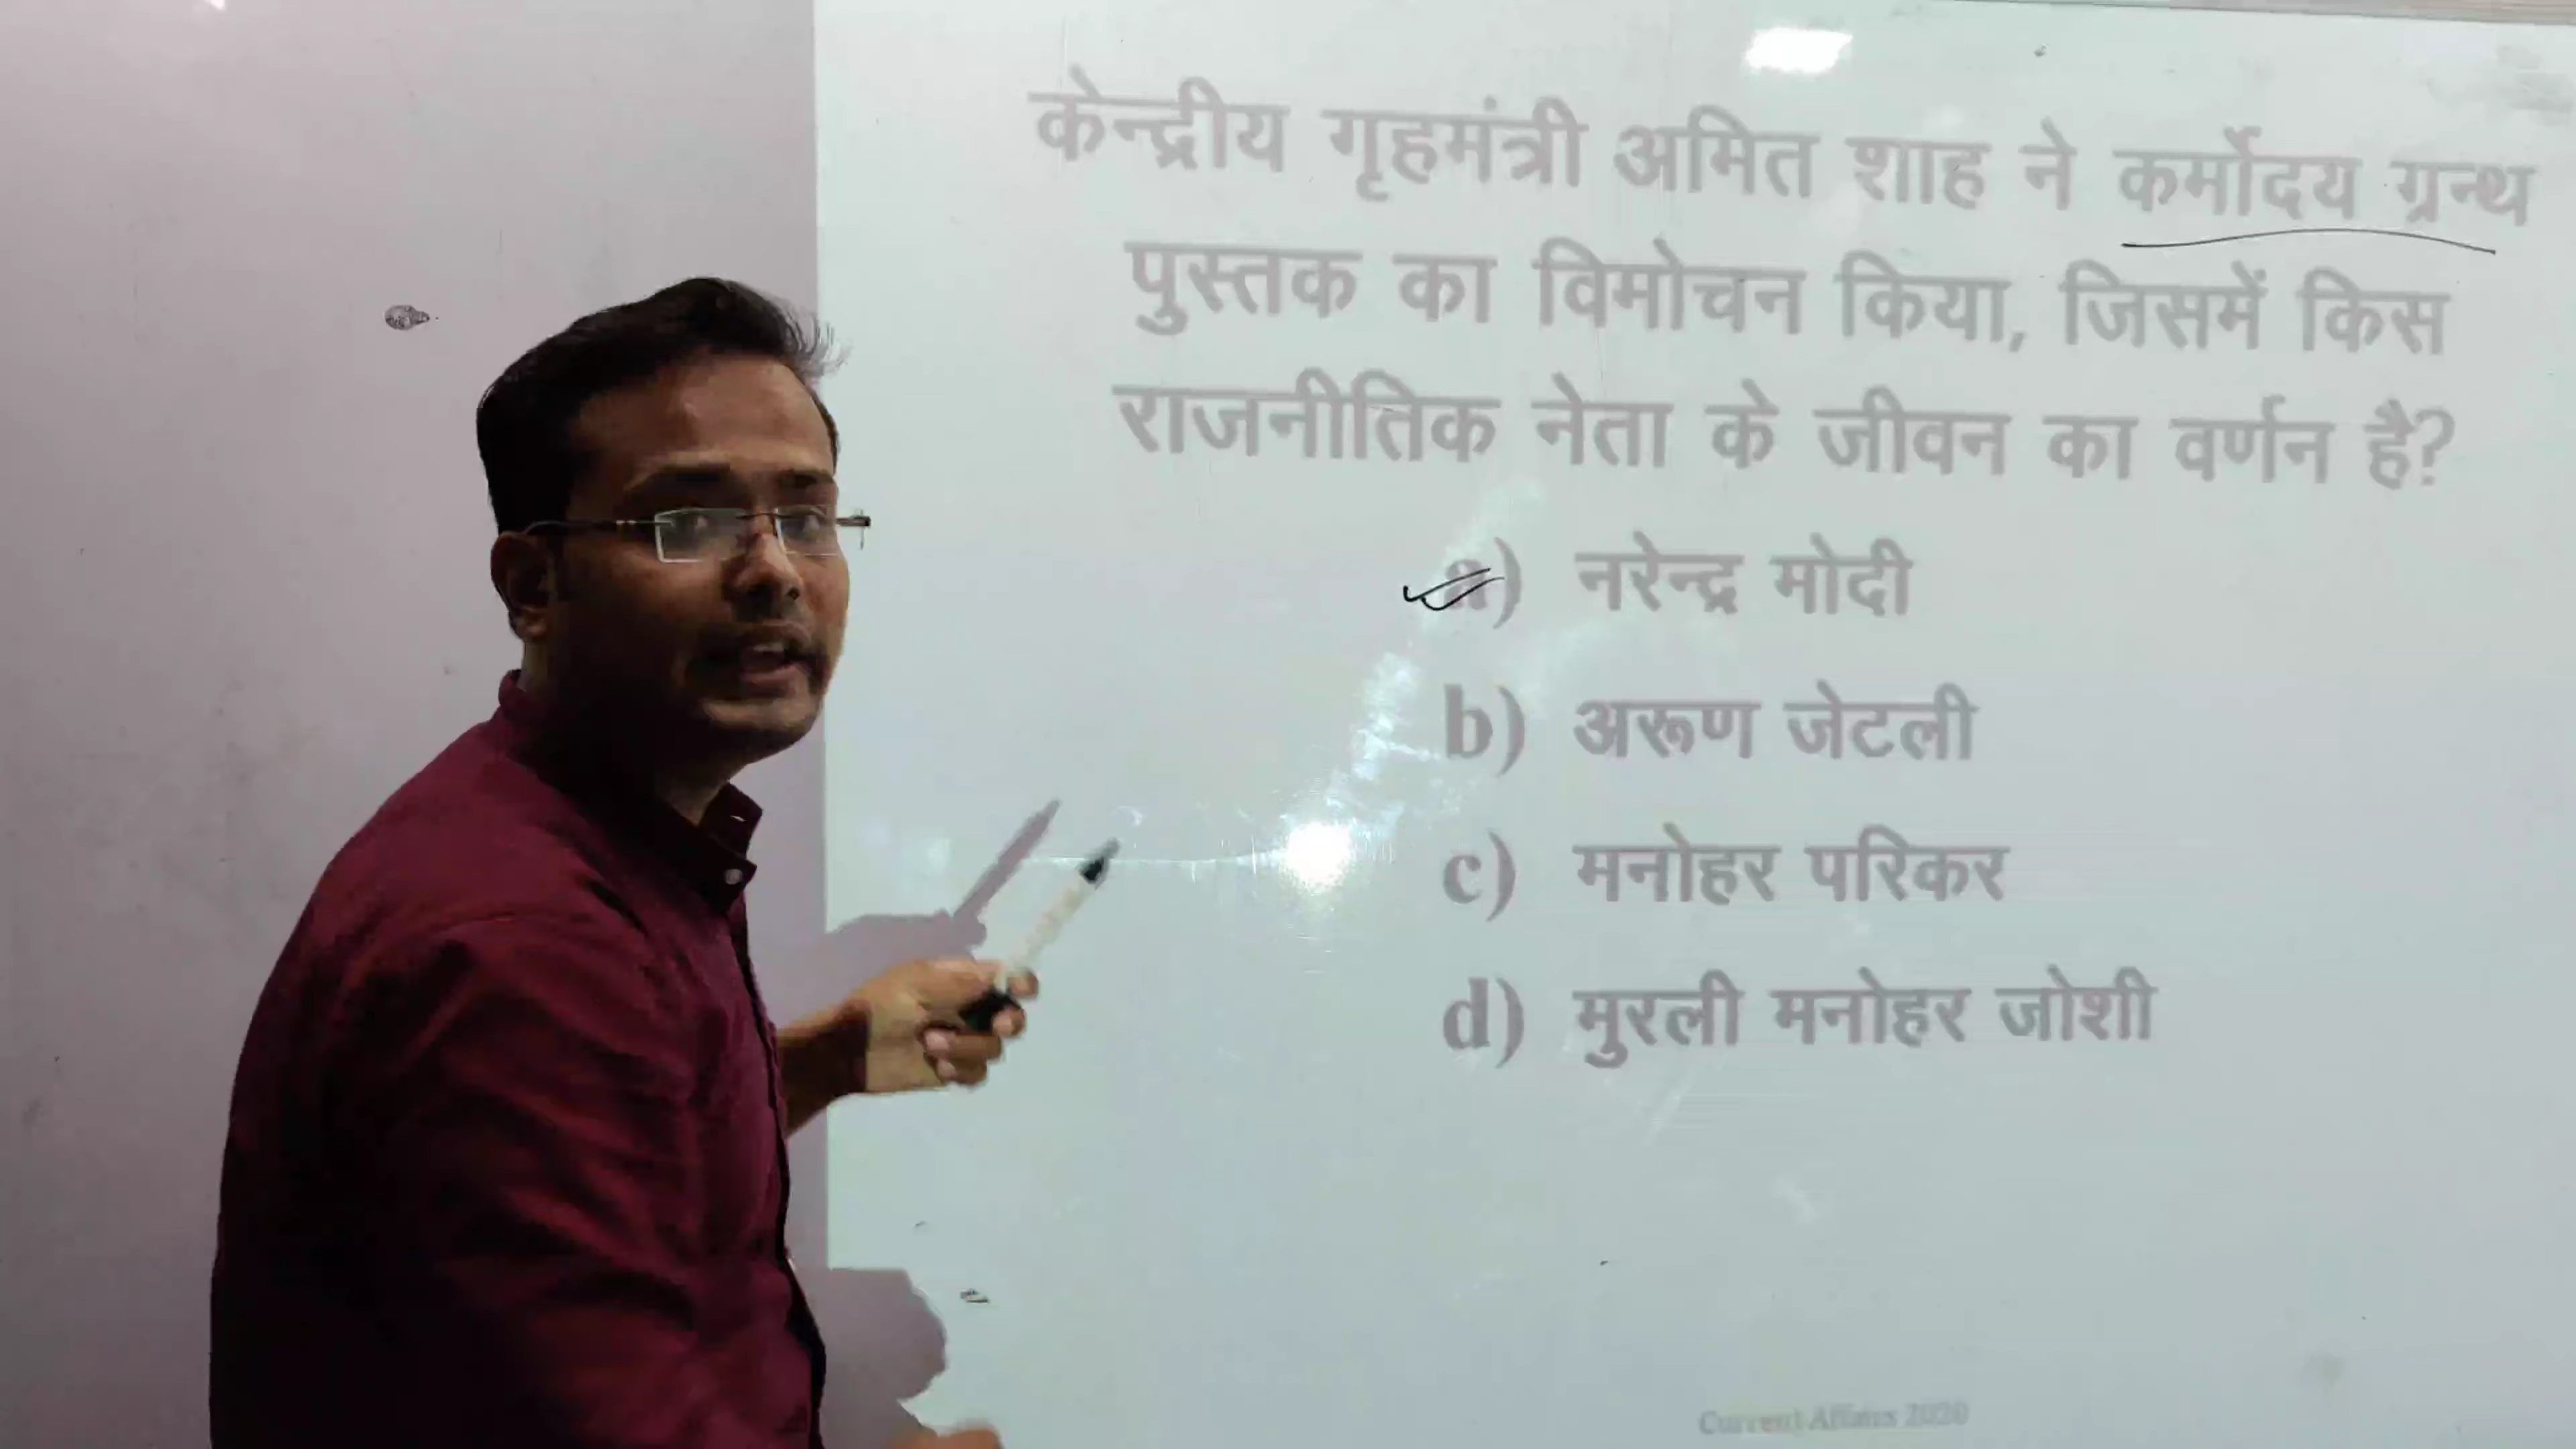 केन्द्रीय गृहमंत्री अमित शाह ने कर्मोदय ग्रन्थ
पुस्तक का विमोचन किया, जिसमें किस
राजनीतिक नेता के जीवन का वर्णन है?
a) नरेन्द्र मोदी
b) अरूण जेटली
c) मनोहर परिकर
d) मुरली मनोहर जोशी
Current Affairs 2020